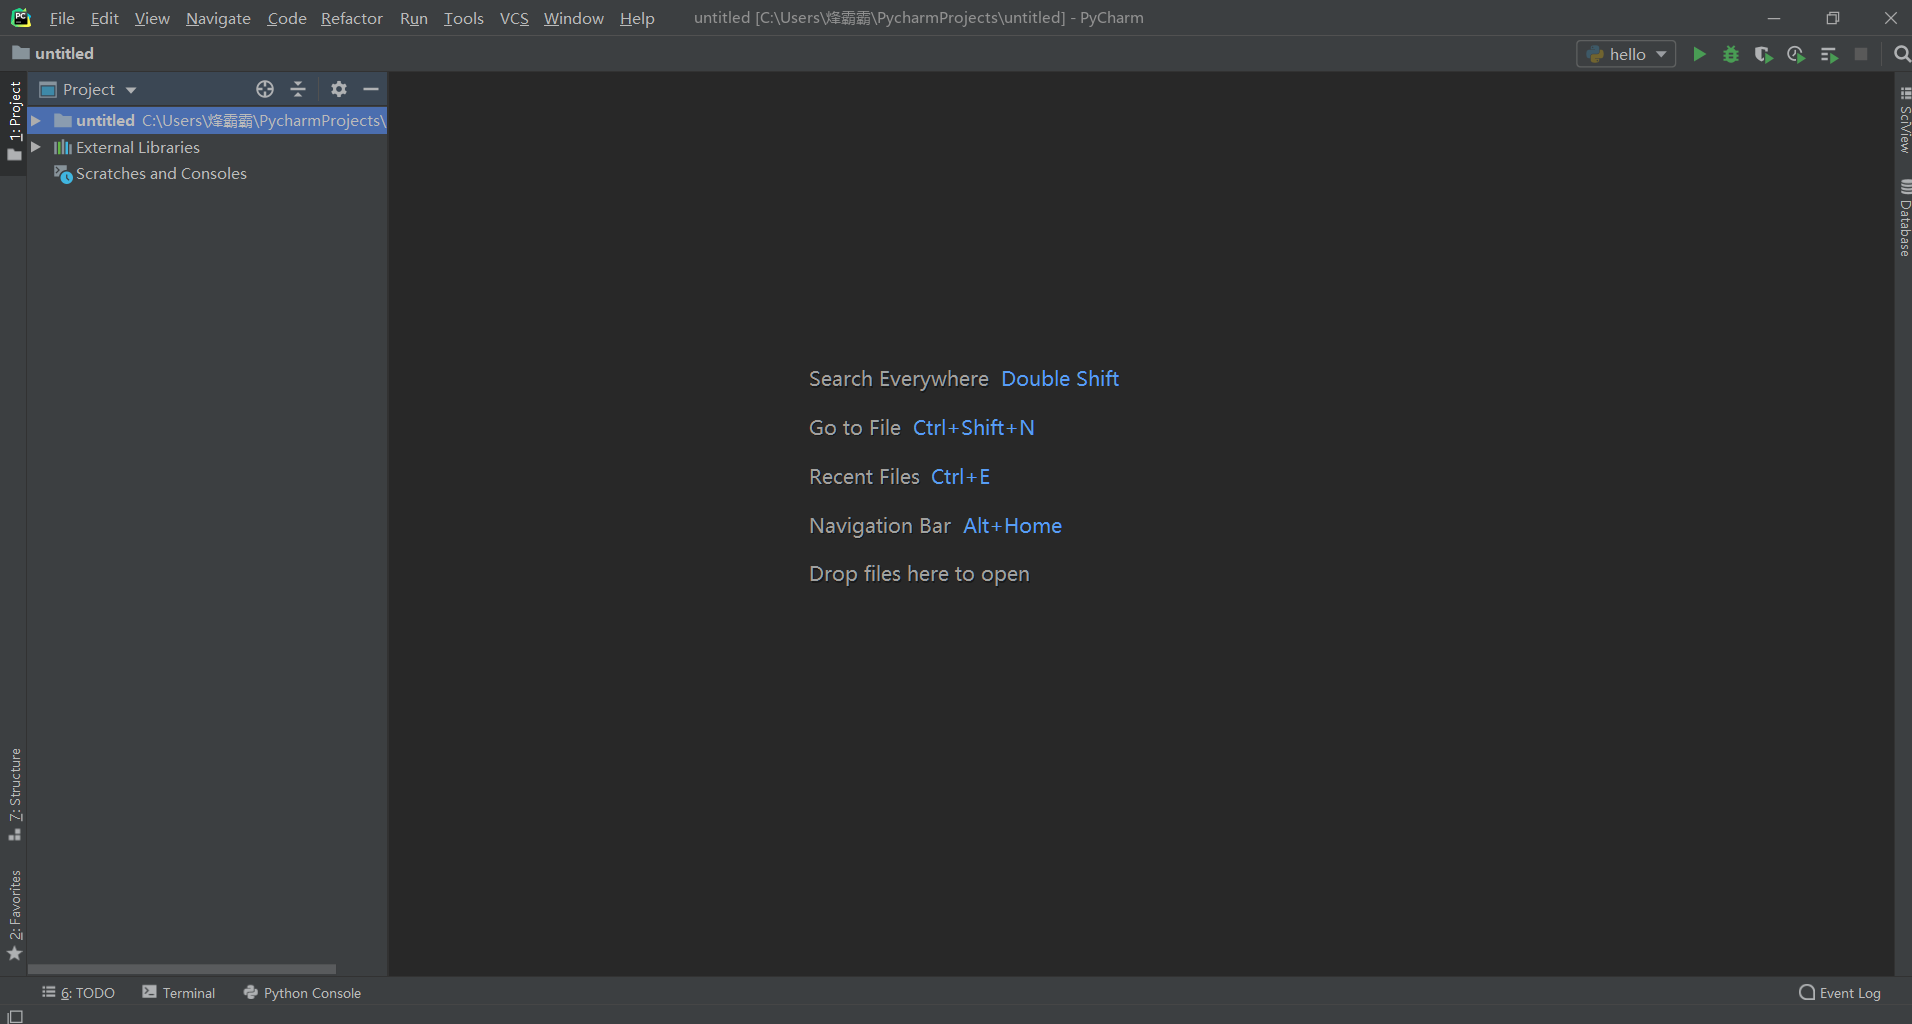 File Edit View Navigate Code Refactor Run Tools VCS Window Help untitled [C:\Users\烽霸霸\PycharmProjects\untitled] - PyCharm
untitled
hello
1: Project
Project
untitled C:\Users\烽霸霸\PycharmProjects\
External Libraries
Scratches and Consoles
Search Everywhere Double Shift
Go to File Ctrl+Shift+N
Recent Files Ctrl+E
Navigation Bar Alt+Home
Drop files here to open
SciView
Database
7: Structure
2: Favorites
6: TODO Terminal Python Console Event Log